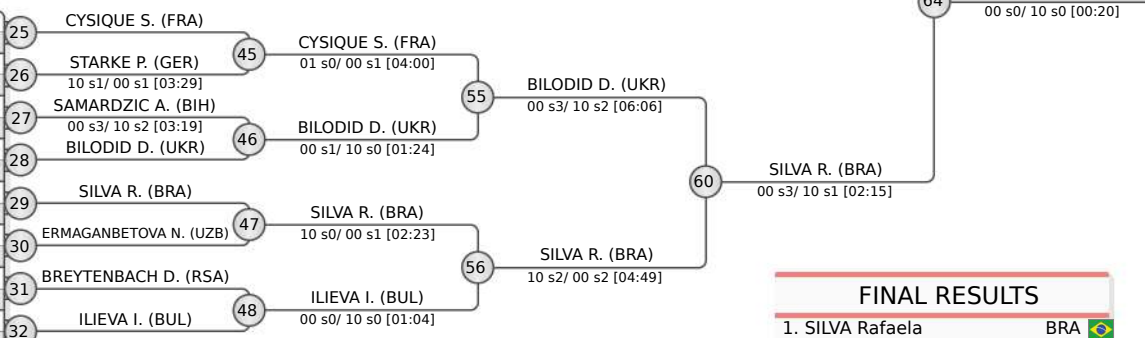 64
00 s0/ 10 s0 [00:20]
25
CYSIQUE S. (FRA)
45
CYSIQUE S. (FRA)
01 s0/ 00 s1 [04:00]
26
STARKE P. (GER)
10 s1/ 00 s1 [03:29]
55
BILODID D. (UKR)
00 s3/ 10 s2 [06:06]
27
SAMARDZIC A. (BIH)
00 s3/ 10 s2 [03:19]
46
BILODID D. (UKR)
00 s1/ 10 s0 [01:24]
28
BILODID D. (UKR)
60
SILVA R. (BRA)
00 s3/ 10 s1 [02:15]
29
SILVA R. (BRA)
47
SILVA R. (BRA)
10 s0/ 00 s1 [02:23]
30
ERMAGANBETOVA N. (UZB)
56
SILVA R. (BRA)
10 s2/ 00 s2 [04:49]
31
BREYTENBACH D. (RSA)
48
ILIEVA I. (BUL)
00 s0/ 10 s0 [01:04]
32
ILIEVA I. (BUL)
FINAL RESULTS
1. SILVA Rafaela BRA